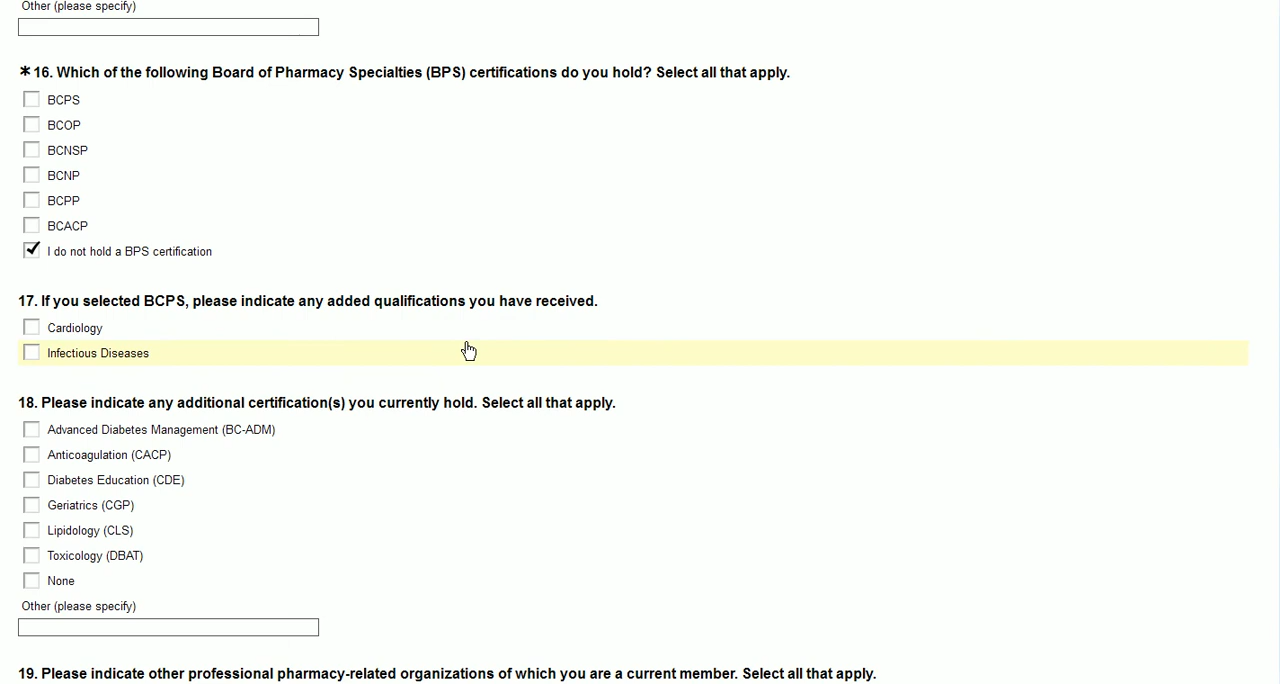 Other (please specify)
*16. Which of the following Board of Pharmacy Specialties (BPS) certifications do you hold? Select all that apply.
BCPS
BCOP
BCNSP
BCNP
BCPP
BCACP
I do not hold a BPS certification
17. If you selected BCPS, please indicate any added qualifications you have received.
Cardiology
Infectious Diseases
18. Please indicate any additional certification(s) you currently hold. Select all that apply.
Advanced Diabetes Management (BC-ADM)
Anticoagulation (CACP)
Diabetes Education (CDE)
Geriatrics (CGP)
Lipidology (CLS)
Toxicology (DBAT)
None
Other (please specify)
19. Please indicate other professional pharmacy-related organizations of which you are a current member. Select all that apply.